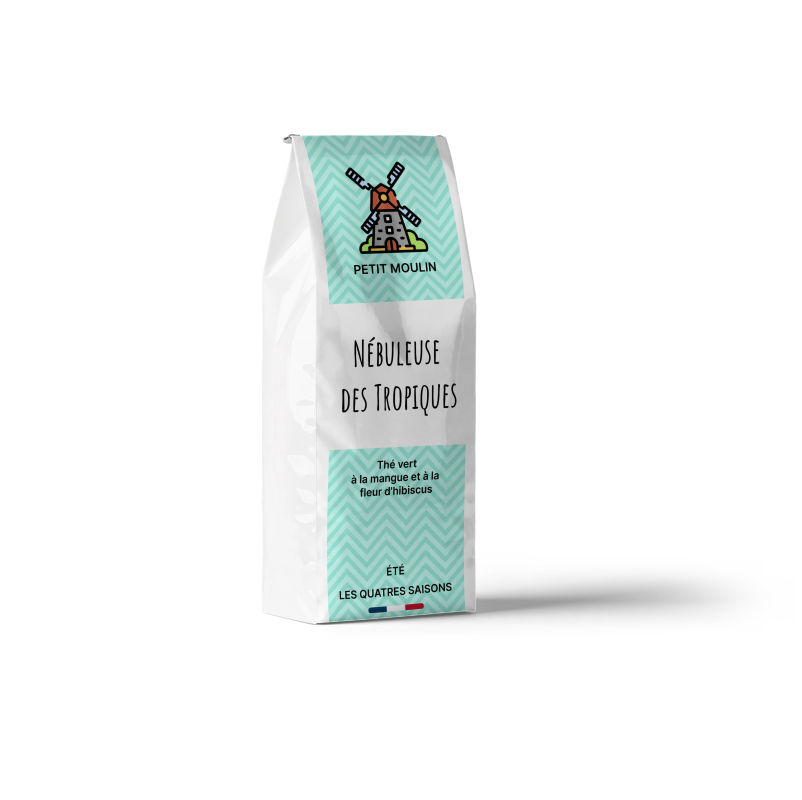 PETIT MOULIN
NÉBULEUSE
DES TROPIQUES
Thé vert
à la mangue et à la
fleur d'hibiscus
ÉTÉ
LES QUATRES SAISONS